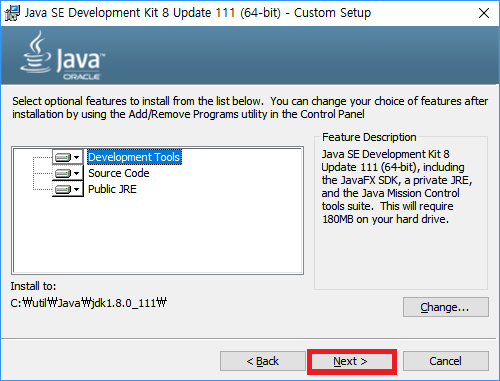 Java SE Development Kit 8 Update 111 (64-bit) - Custom Setup
Java
ORACLE
Select optional features to install from the list below. You can change your choice of features after
installation by using the Add/Remove Programs utility in the Control Panel
Development Tools
Source Code
Public JRE
Feature Description
Java SE Development Kit 8
Update 111 (64-bit), including
the JavaFX SDK, a private JRE,
and the Java Mission Control
tools suite. This will require
180MB on your hard drive.
Install to:
C:₩util₩Java₩jdk1.8.0_111₩
Change...
< Back
Next >
Cancel